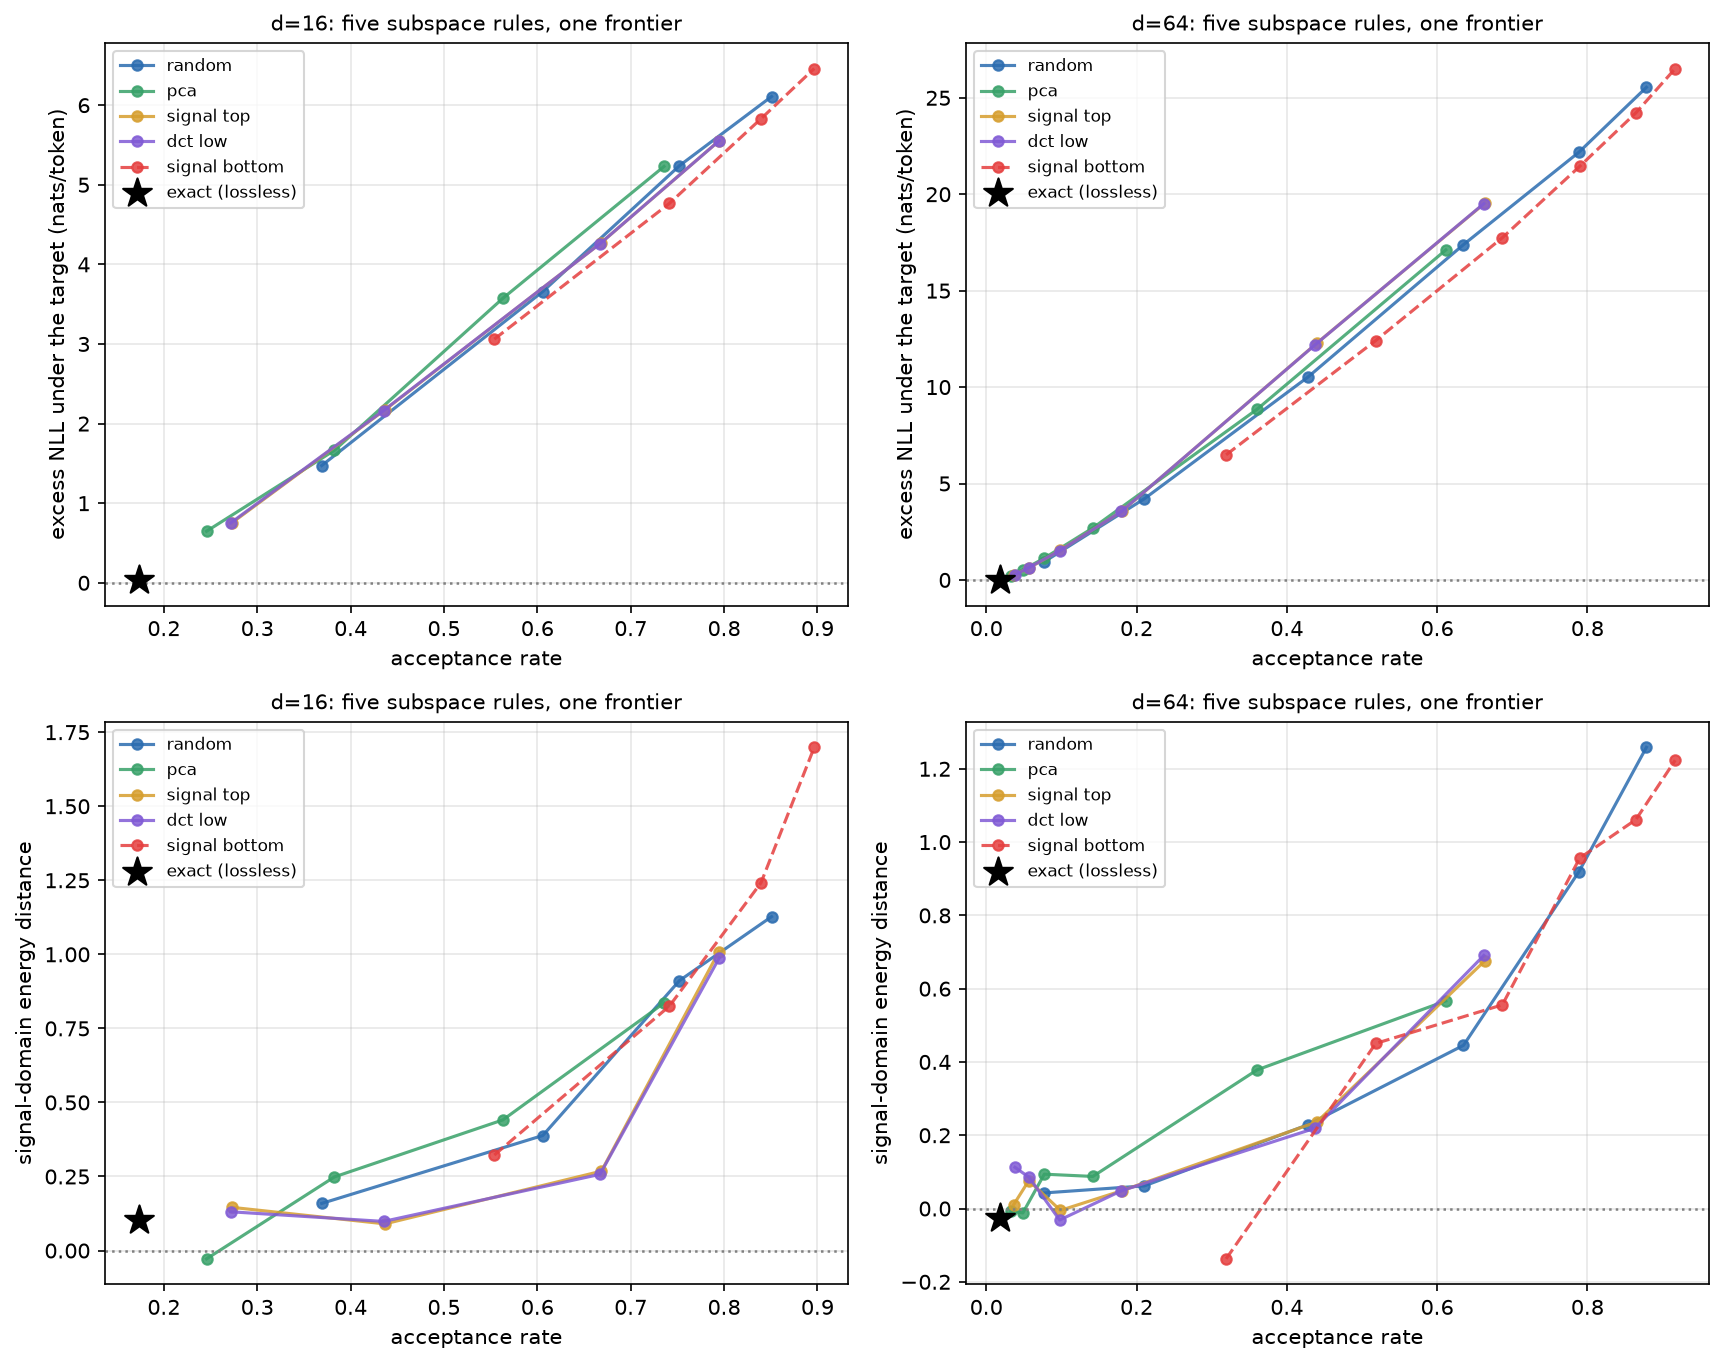 d=16: five subspace rules, one frontier
excess NLL under the target (nats/token)
6
5
4
3
2
1
0
random
pca
signal top
dct low
signal bottom
exact (lossless)
0.2 0.3 0.4 0.5 0.6 0.7 0.8 0.9
acceptance rate
d=64: five subspace rules, one frontier
excess NLL under the target (nats/token)
25
20
15
10
5
0
random
pca
signal top
dct low
signal bottom
exact (lossless)
0.0 0.2 0.4 0.6 0.8
acceptance rate
d=16: five subspace rules, one frontier
signal-domain energy distance
1.75
1.50
1.25
1.00
0.75
0.50
0.25
0.00
random
pca
signal top
dct low
signal bottom
exact (lossless)
0.2 0.3 0.4 0.5 0.6 0.7 0.8 0.9
acceptance rate
d=64: five subspace rules, one frontier
signal-domain energy distance
1.2
1.0
0.8
0.6
0.4
0.2
0.0
−0.2
random
pca
signal top
dct low
signal bottom
exact (lossless)
0.0 0.2 0.4 0.6 0.8
acceptance rate